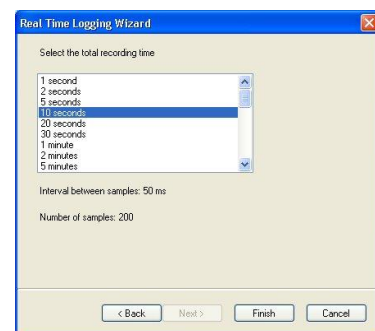 Real Time Logging Wizard
Select the total recording time
1 second
2 seconds
5 seconds
10 seconds
20 seconds
30 seconds
1 minute
2 minutes
5 minutes
Interval between samples: 50 ms
Number of samples: 200
< Back Next > Finish Cancel